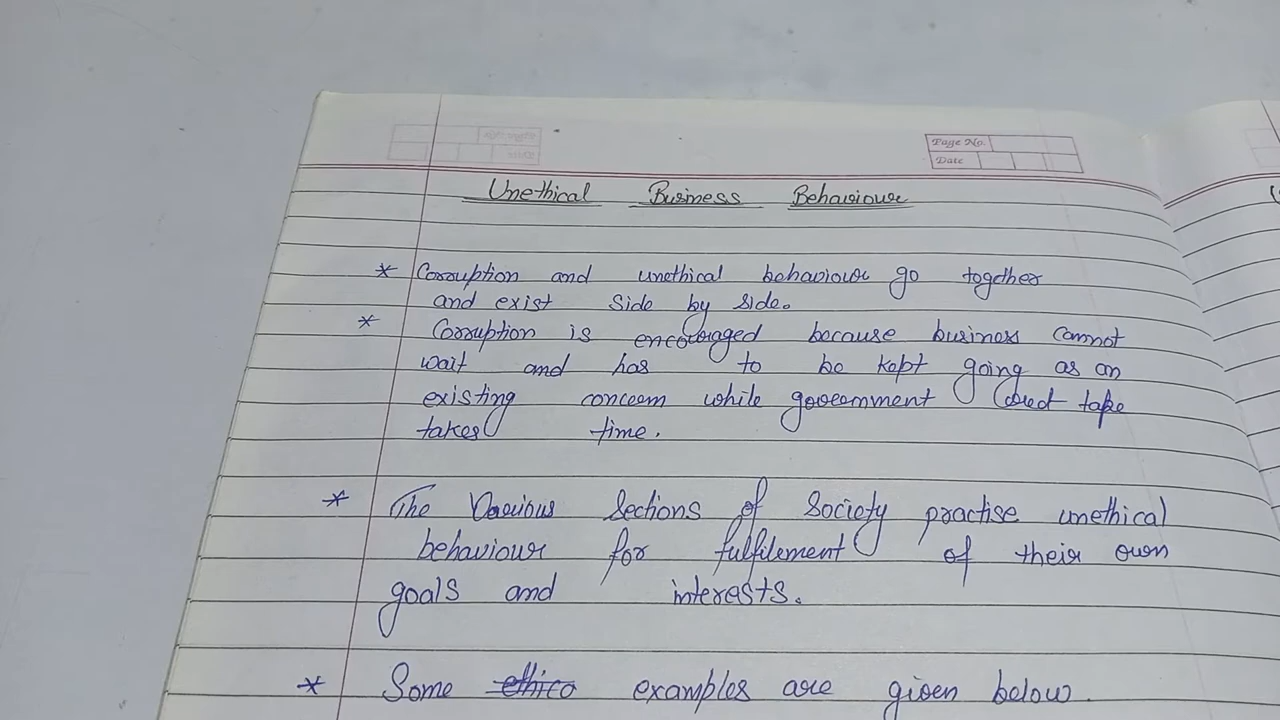 Page No.
Date
Unethical Business Behaviour
* Corruption and unethical behaviour go together
and exist side by side.
* Corruption is encouraged because business cannot
wait and has to be kept going as an
existing concern while government tape
takes time.
* The Various Sections of Society practise unethical
behaviour for fulfilement of their own
goals and interests.
* Some ethico examples are given below.